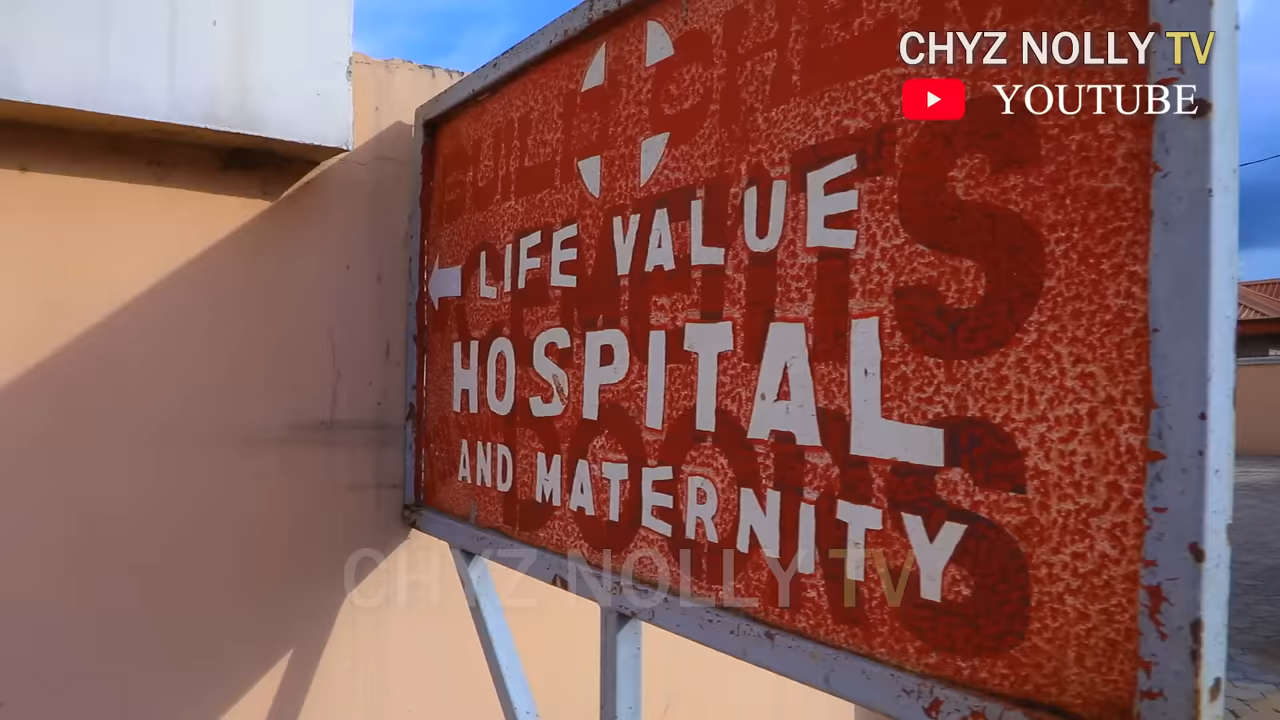 CHYZ NOLLY TV
YOUTUBE
LIFE VALUE
HOSPITAL
AND MATERNITY
CHYZ NOLLY TV